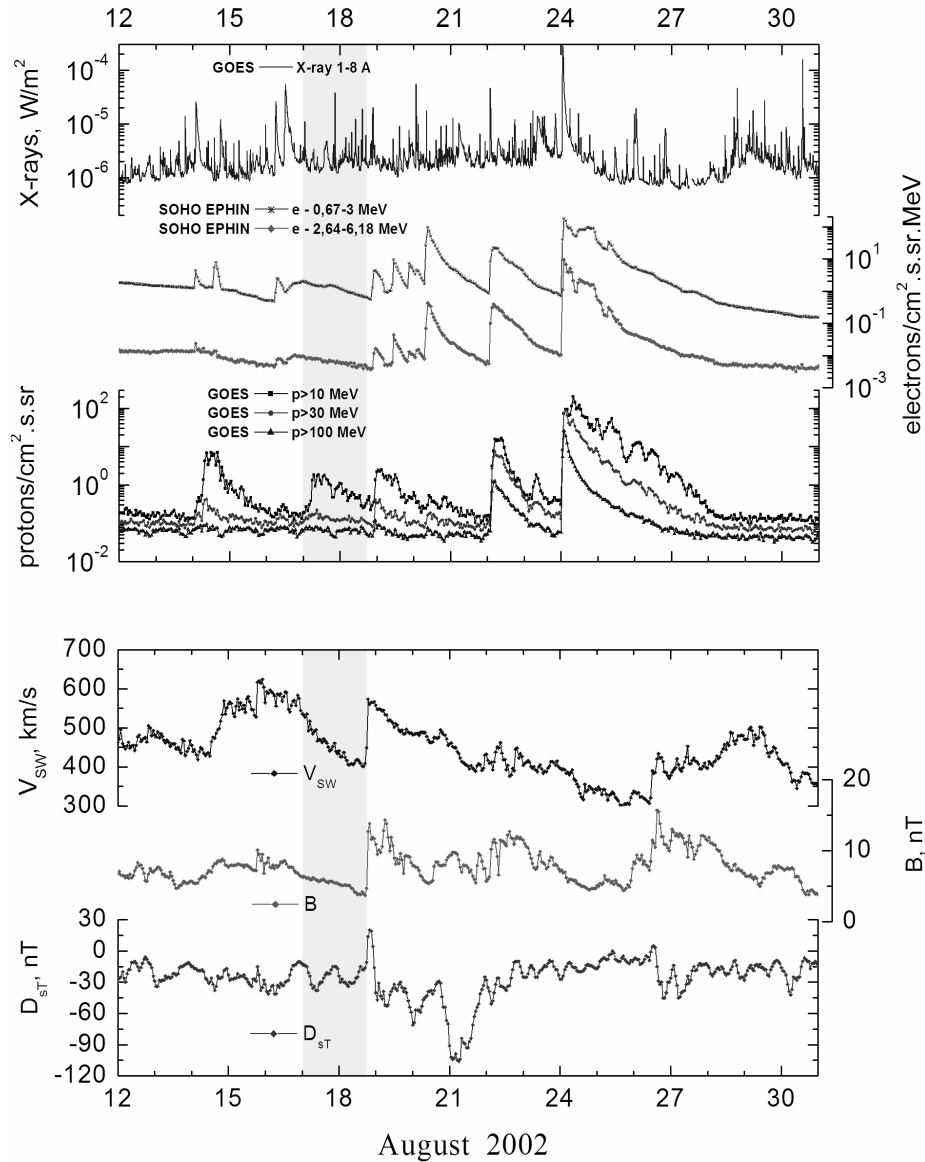 12 15 18 21 24 27 30
X-rays, W/m²
10⁻⁴
10⁻⁵
10⁻⁶
GOES X-ray 1-8 A
SOHO EPHIN e - 0,67-3 MeV
SOHO EPHIN e - 2,64-6,18 MeV
electrons/cm².s.sr.MeV
10¹
10⁻¹
10⁻³
protons/cm².s.sr
10²
10⁰
10⁻²
GOES p>10 MeV
GOES p>30 MeV
GOES p>100 MeV
V_SW, km/s
700
600
500
400
300
V_SW
B, nT
20
10
0
B
D_sT, nT
30
0
-30
-60
-90
-120
D_sT
12 15 18 21 24 27 30
August 2002